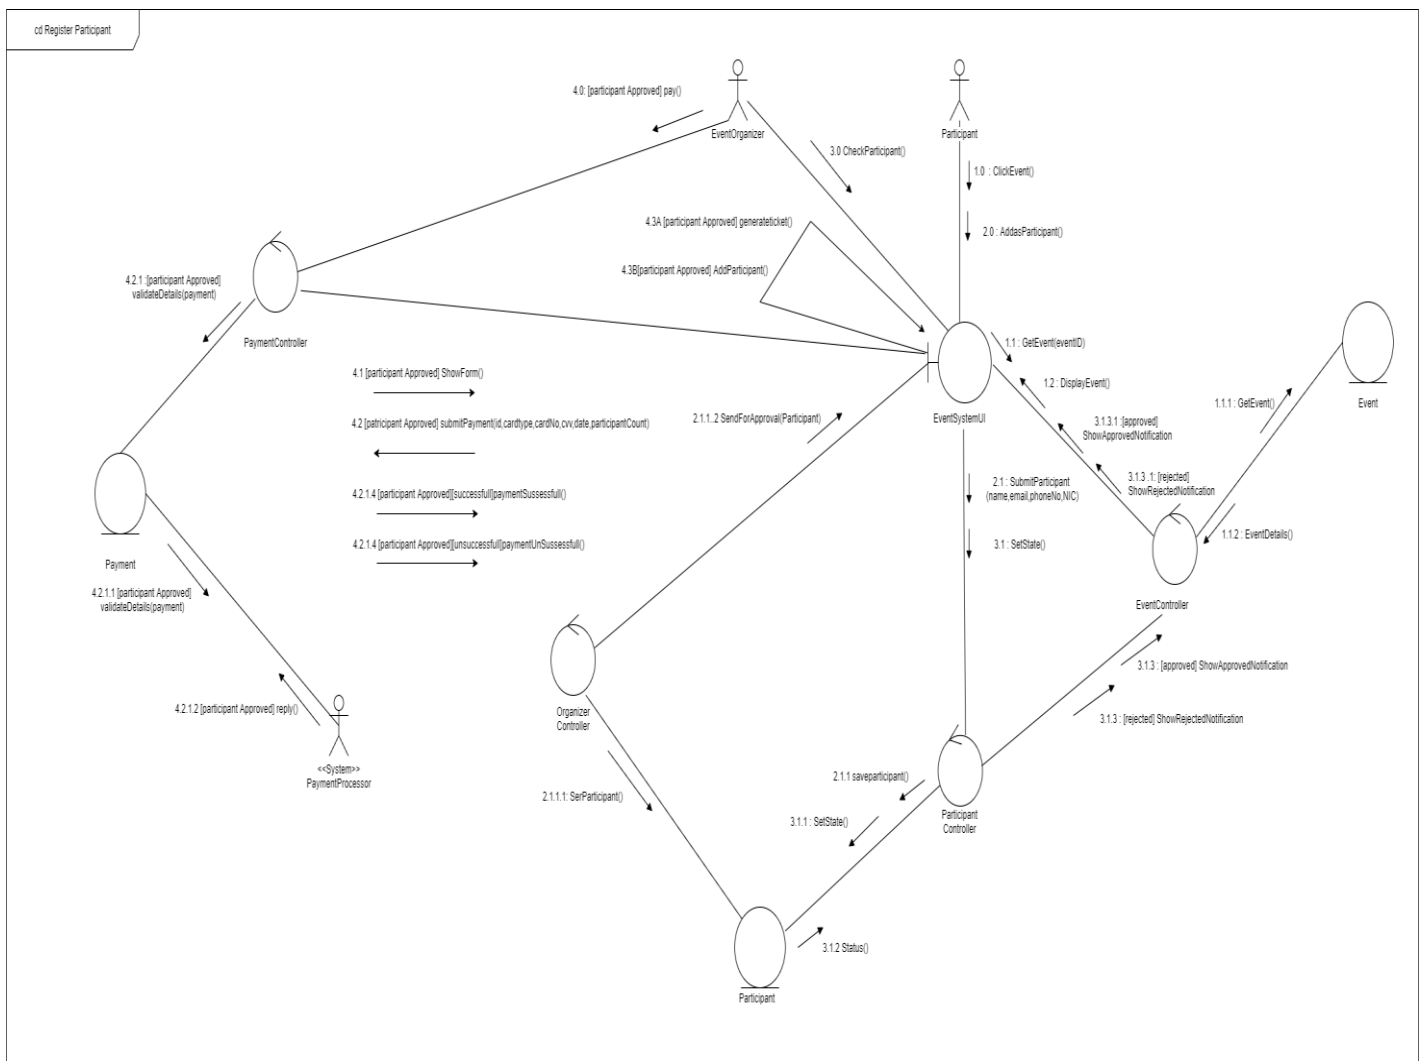 cd Register Participant
4.0: [participant Approved] pay()
EventOrganizer
Participant
3.0 CheckParticipant()
1.0 : ClickEvent()
4.3A [participant Approved] generateticket()
2.0 : AddasParticipant()
4.3B[participant Approved] AddParticipant()
4.2.1 :[participant Approved]
validateDetails(payment)
PaymentController
1.1 : GetEvent(eventID)
4.1 [participant Approved] ShowForm()
1.2 : DisplayEvent()
1.1.1 : GetEvent()
Event
4.2 [patricipant Approved] submitPayment(id,cardtype,cardNo,cvv,date,participantCount)
2.1.1..2 SendForApproval(Participant)
EventSystemUI
3.1.3.1 :[approved]
ShowApprovedNotification
3.1.3 .1: [rejected]
ShowRejectedNotification
2.1 : SubmitParticipant
(name,email,phoneNo,NIC)
4.2.1.4 [participant Approved][successfull]paymentSussessfull()
1.1.2 : EventDetails()
4.2.1.4 [participant Approved][unsuccessfull]paymentUnSussessfull()
3.1 : SetState()
Payment
4.2.1.1 [participant Approved]
validateDetails(payment)
EventController
3.1.3 : [approved] ShowApprovedNotification
4.2.1.2 [participant Approved] reply()
Organizer
Controller
3.1.3 : [rejected] ShowRejectedNotification
<<System>>
PaymentProcessor
2.1.1 saveparticipant()
2.1.1.1: SerParticipant()
3.1.1 : SetState()
Participant
Controller
3.1.2 Status()
Participant